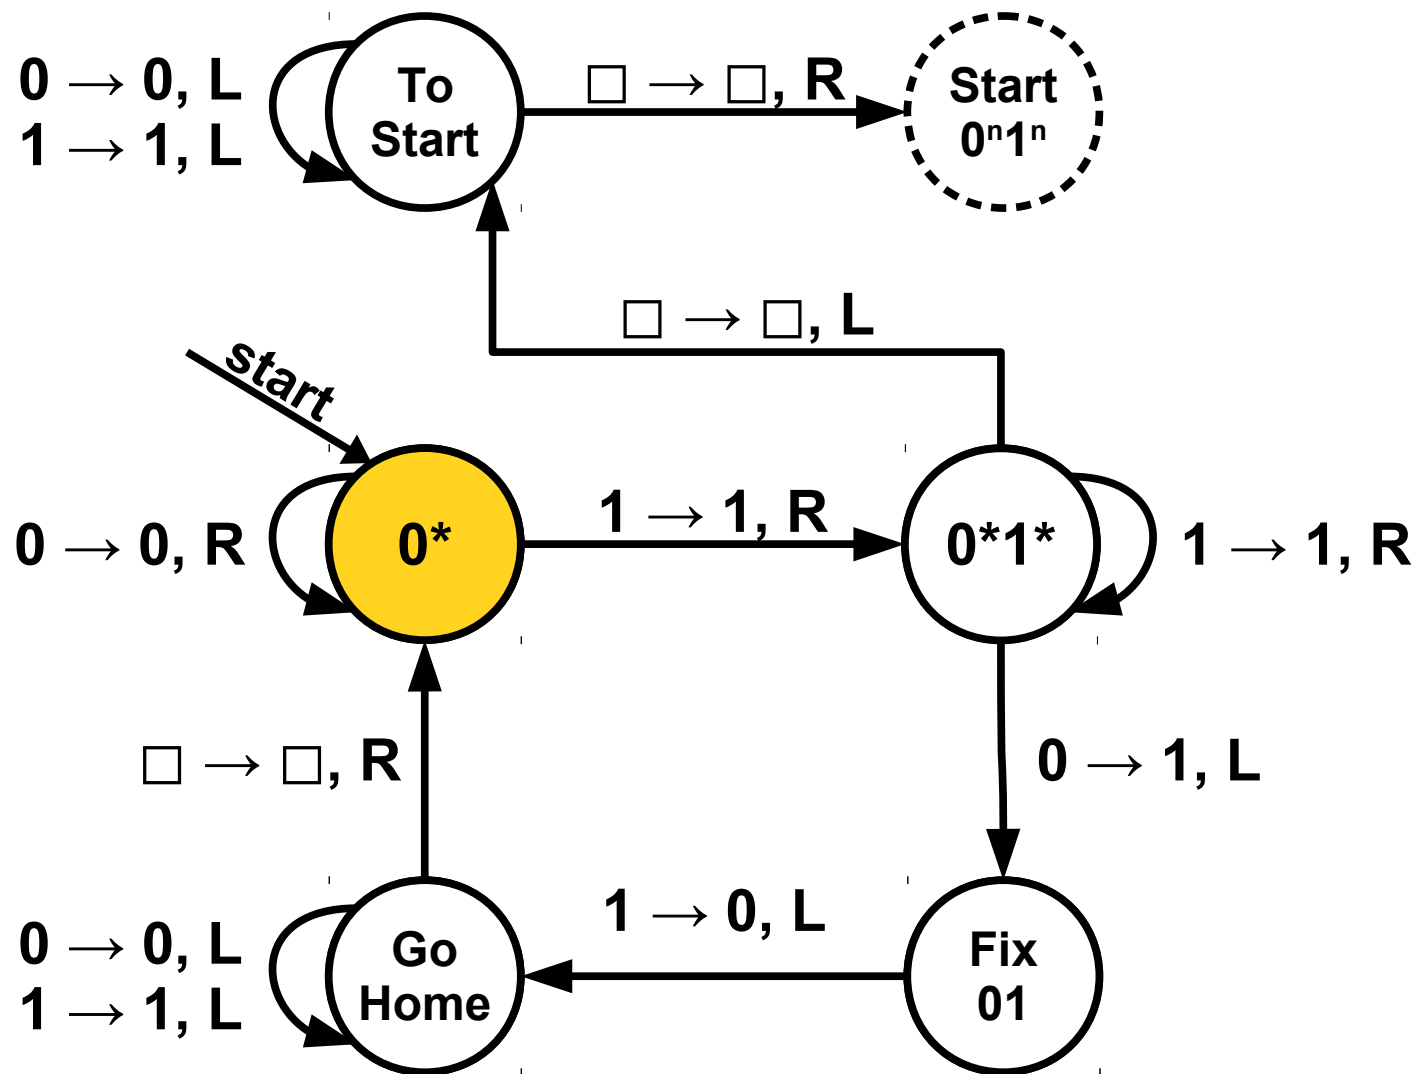 0 → 0, L
1 → 1, L
To
Start
□ → □, R
Start
0ⁿ1ⁿ
□ → □, L
start
0 → 0, R
0*
1 → 1, R
0*1*
1 → 1, R
□ → □, R
0 → 1, L
0 → 0, L
1 → 1, L
Go
Home
1 → 0, L
Fix
01